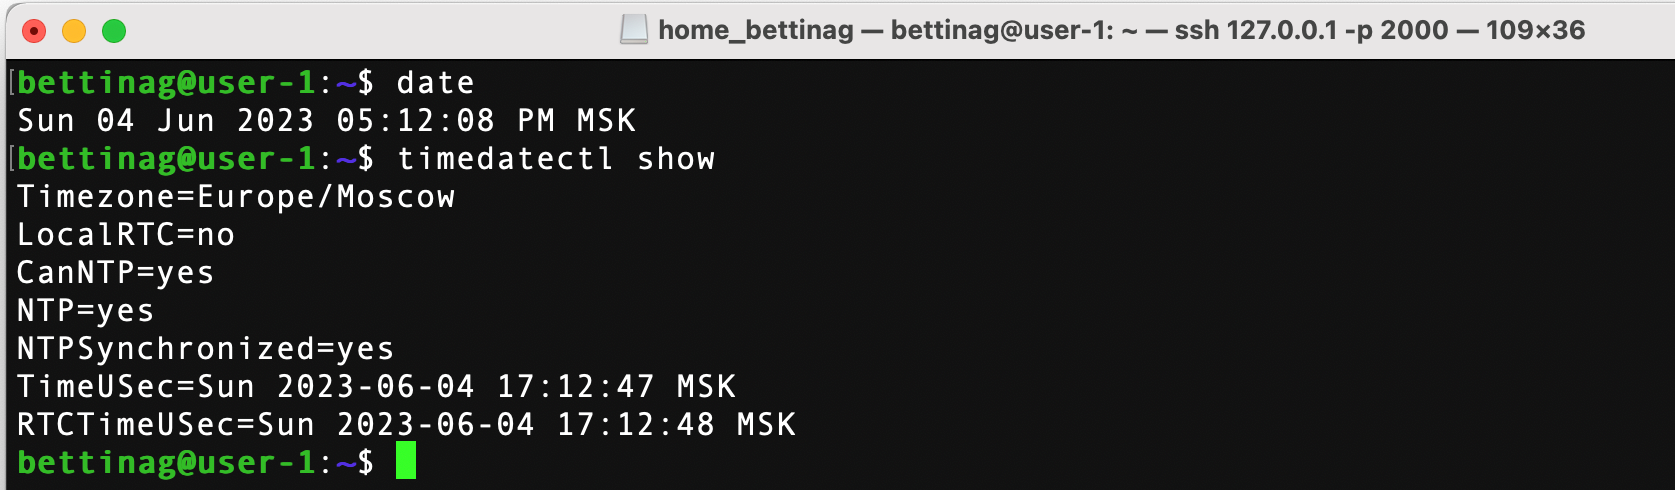 home_bettinag — bettinag@user-1: ~ — ssh 127.0.0.1 -p 2000 — 109×36
[bettinag@user-1:~$ date
Sun 04 Jun 2023 05:12:08 PM MSK
[bettinag@user-1:~$ timedatectl show
Timezone=Europe/Moscow
LocalRTC=no
CanNTP=yes
NTP=yes
NTPSynchronized=yes
TimeUSec=Sun 2023-06-04 17:12:47 MSK
RTCTimeUSec=Sun 2023-06-04 17:12:48 MSK
bettinag@user-1:~$